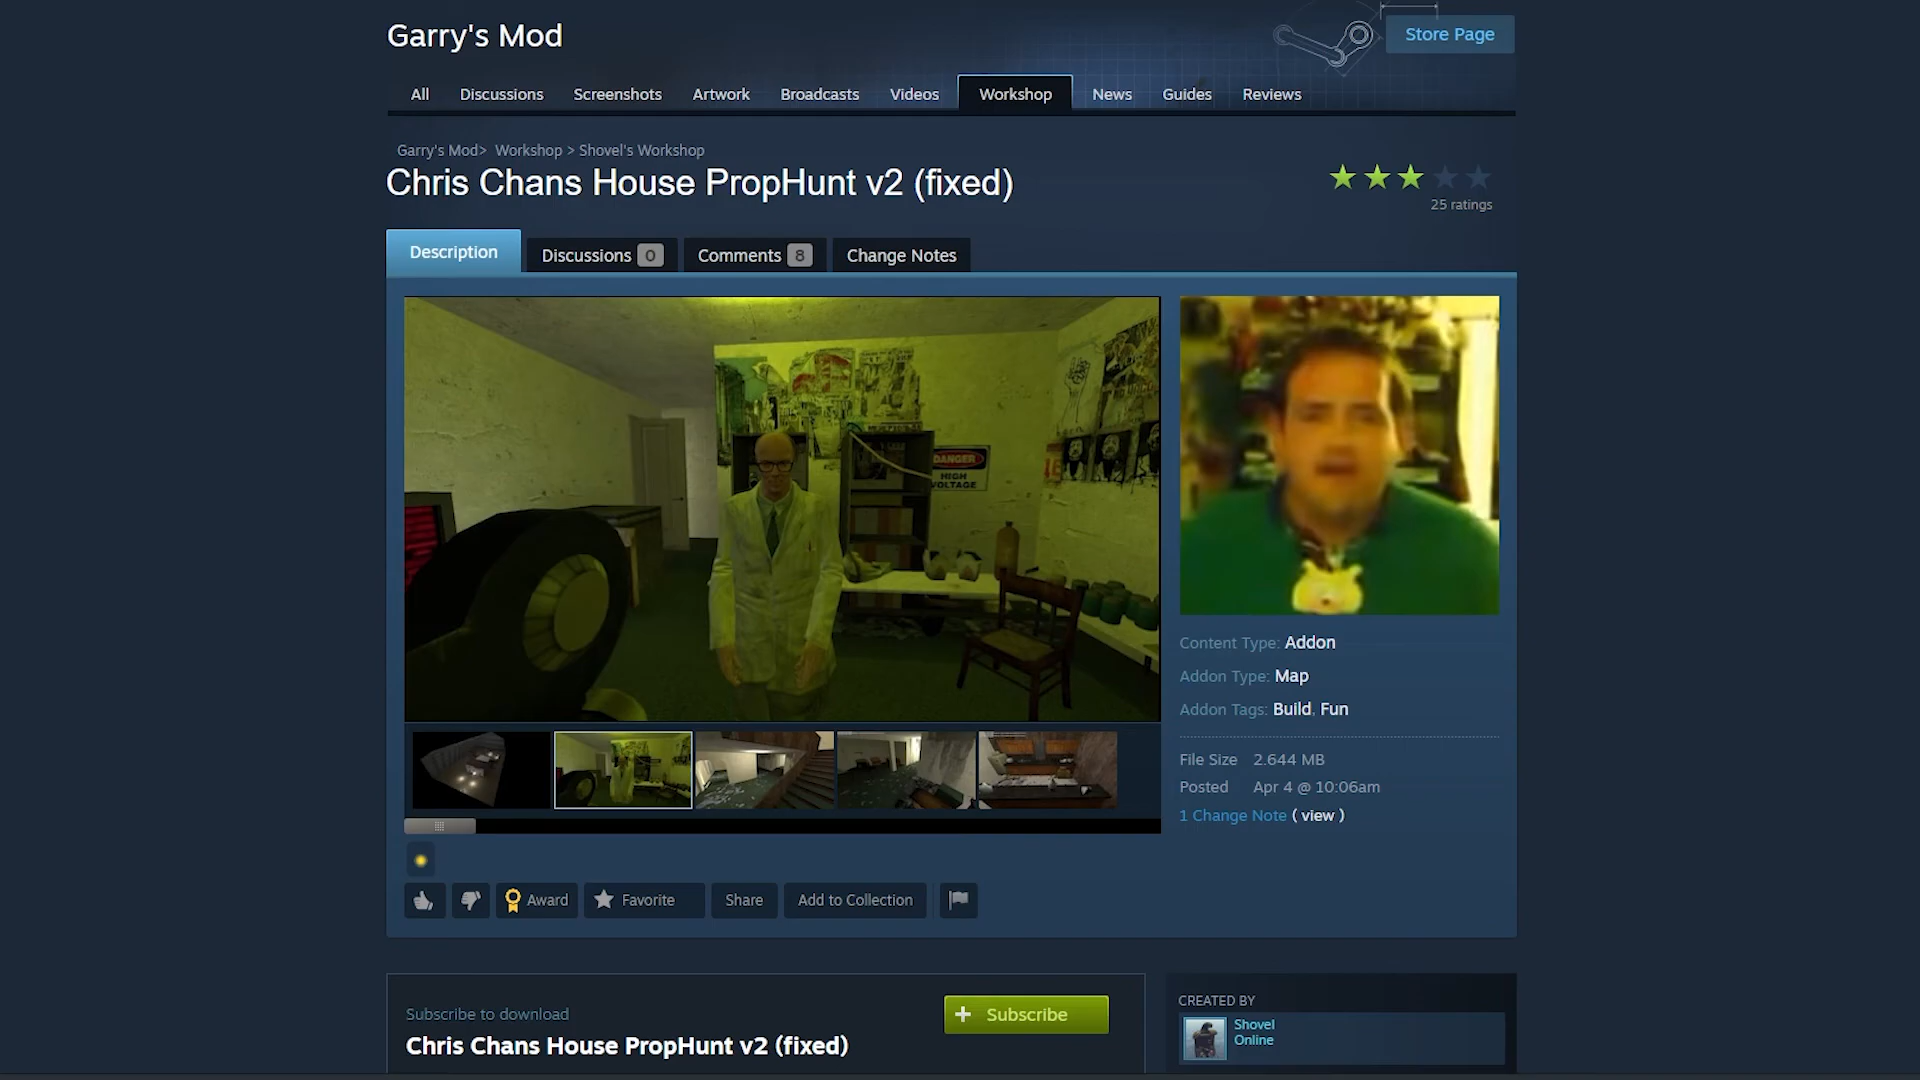 Garry's Mod
Store Page
All Discussions Screenshots Artwork Broadcasts Videos Workshop News Guides Reviews
Garry's Mod> Workshop > Shovel's Workshop
Chris Chans House PropHunt v2 (fixed)
25 ratings
Description Discussions 0 Comments 8 Change Notes
DANGER
HIGH
VOLTAGE
Content Type: Addon
Addon Type: Map
Addon Tags: Build, Fun
File Size 2.644 MB
Posted Apr 4 @ 10:06am
1 Change Note ( view )
Award Favorite Share Add to Collection
Subscribe to download
Chris Chans House PropHunt v2 (fixed)
Subscribe
CREATED BY
Shovel
Online